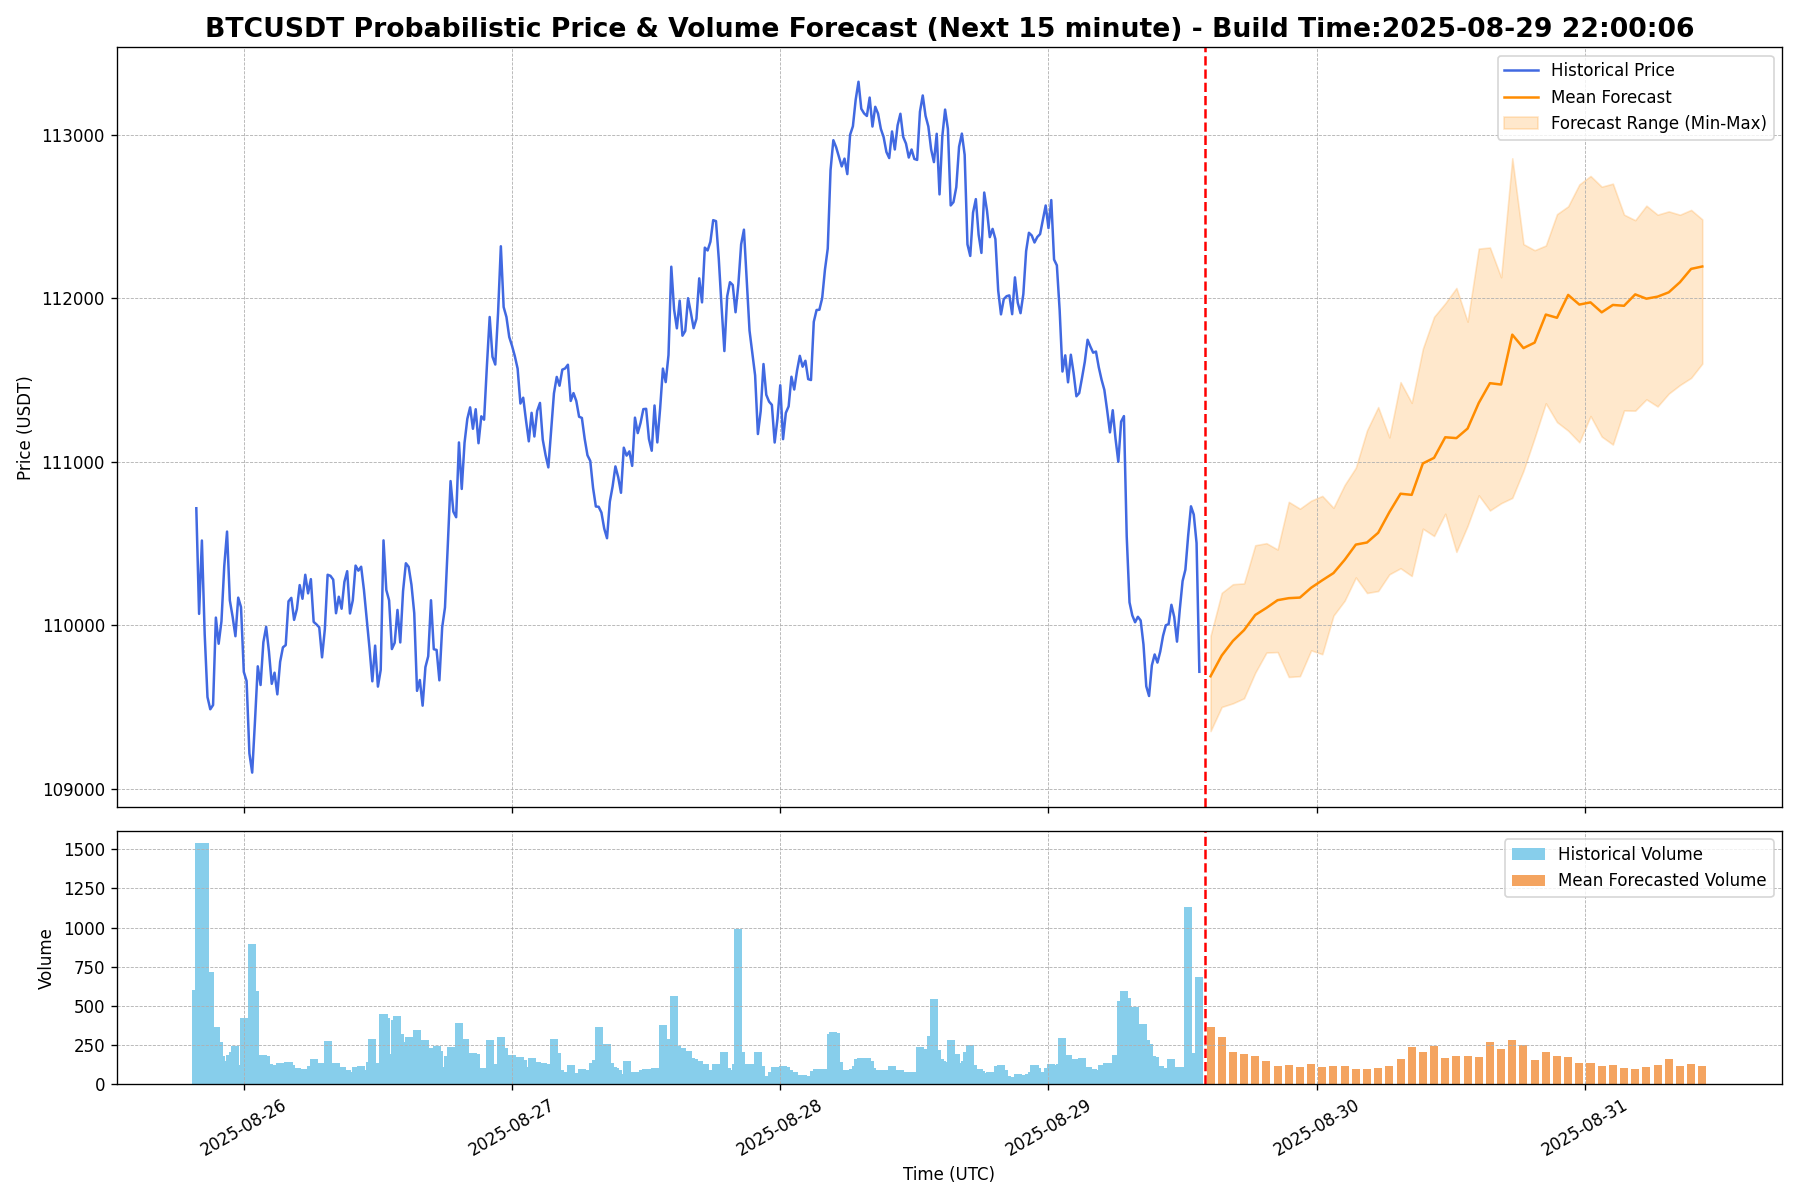 BTCUSDT Probabilistic Price & Volume Forecast (Next 15 minute) - Build Time:2025-08-29 22:00:06
Historical Price
Mean Forecast
Forecast Range (Min-Max)
113000
112000
111000
110000
109000
Price (USDT)
Historical Volume
Mean Forecasted Volume
1500
1250
1000
750
500
250
0
Volume
2025-08-26
2025-08-27
2025-08-28
2025-08-29
2025-08-30
2025-08-31
Time (UTC)